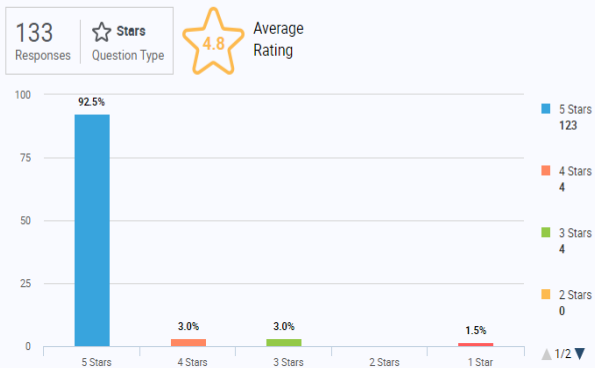 133
Responses
Stars
Question Type
4.8
Average
Rating
100
75
50
25
0
92.5%
3.0%
3.0%
1.5%
5 Stars
4 Stars
3 Stars
2 Stars
1 Star
5 Stars
123
4 Stars
4
3 Stars
4
2 Stars
0
1/2